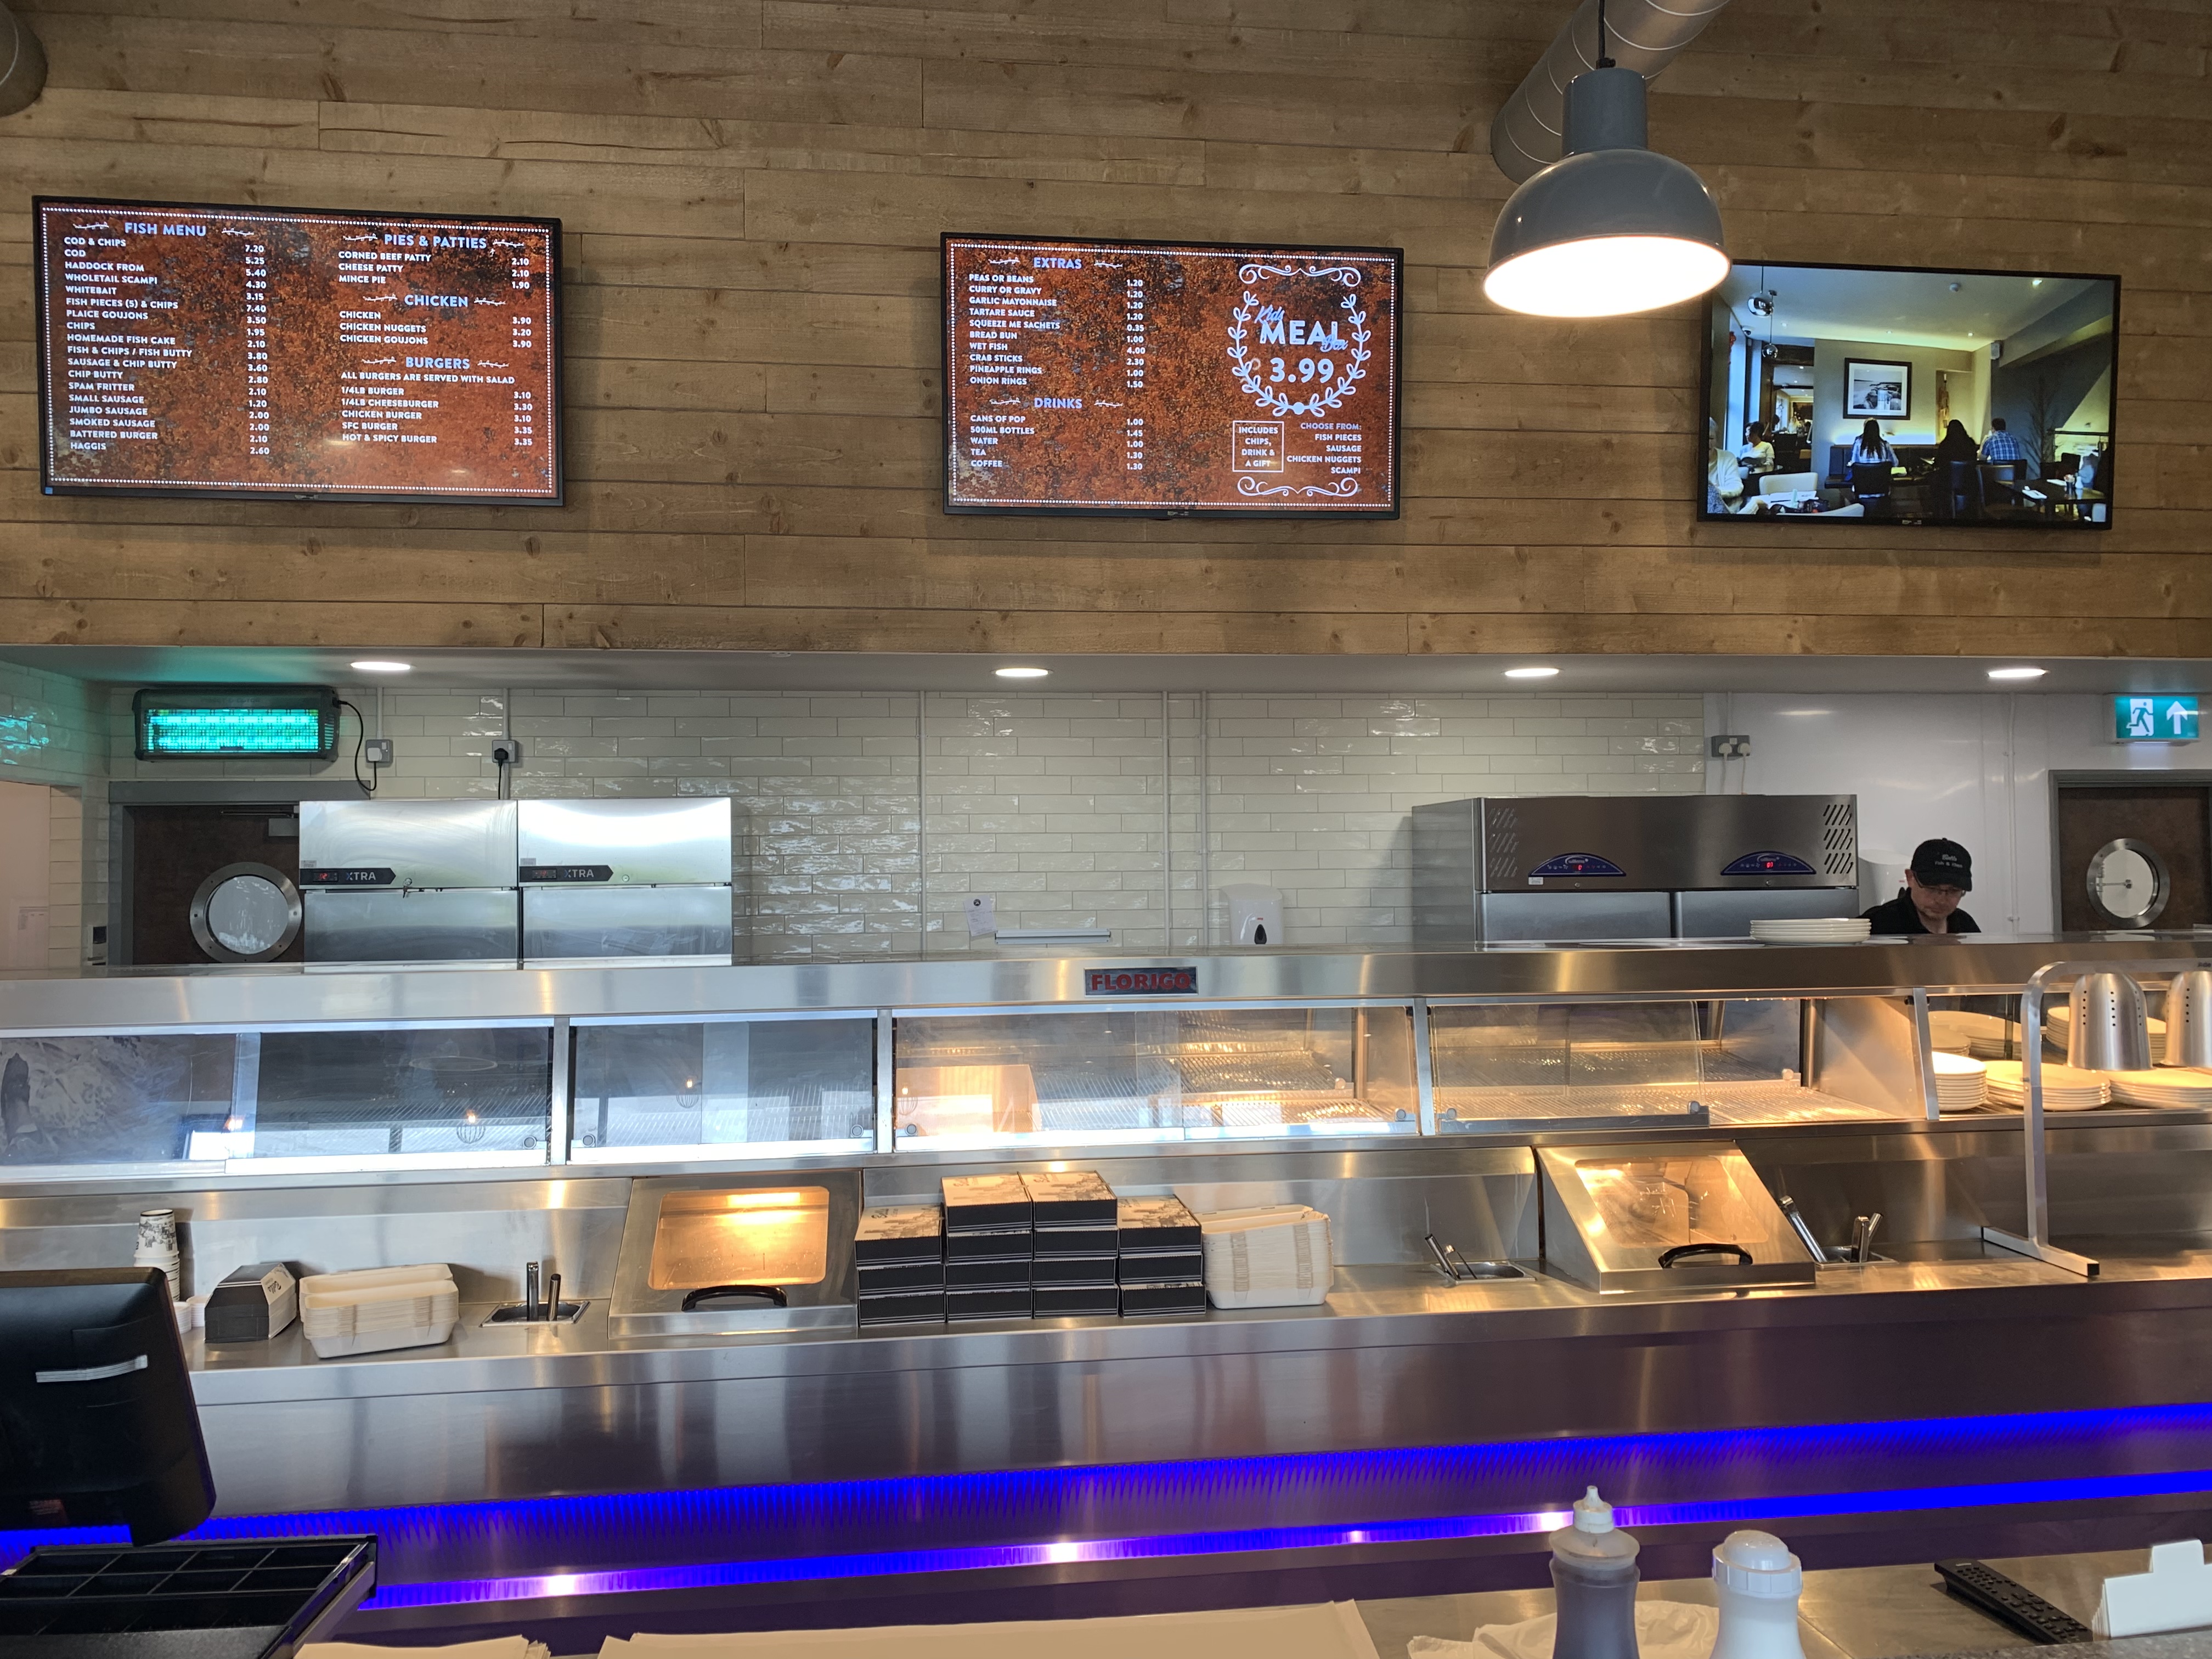 FISH MENU
COD & CHIPS 7.20
COD 5.25
HADDOCK FROM 5.40
WHOLETAIL SCAMPI 4.30
WHITEBAIT 3.15
FISH PIECES (5) & CHIPS 7.40
PLAICE GOUJONS 3.50
CHIPS 1.95
HOMEMADE FISH CAKE 2.10
FISH & CHIPS / FISH BUTTY 3.80
SAUSAGE & CHIP BUTTY 3.60
CHIP BUTTY 2.80
SPAM FRITTER 2.10
SMALL SAUSAGE 1.20
JUMBO SAUSAGE 2.00
SMOKED SAUSAGE 2.00
BATTERED BURGER 2.10
HAGGIS 2.60
PIES & PATTIES
CORNED BEEF PATTY 2.10
CHEESE PATTY 2.10
MINCE PIE 1.90
CHICKEN
CHICKEN 3.90
CHICKEN NUGGETS 3.20
CHICKEN GOUJONS 3.90
BURGERS
ALL BURGERS ARE SERVED WITH SALAD
1/4LB BURGER 3.10
1/4LB CHEESEBURGER 3.30
CHICKEN BURGER 3.10
SFC BURGER 3.35
HOT & SPICY BURGER 3.35
EXTRAS
PEAS OR BEANS 1.20
CURRY OR GRAVY 1.20
GARLIC MAYONNAISE 1.20
TARTARE SAUCE 1.20
SQUEEZE ME SACHETS 0.35
BREAD BUN 1.00
WET FISH 4.00
CRAB STICKS 2.30
PINEAPPLE RINGS 1.00
ONION RINGS 1.50
DRINKS
CANS OF POP 1.00
500ML BOTTLES 1.45
WATER 1.00
TEA 1.30
COFFEE 1.30
Kids
MEAL
Box
3.99
INCLUDES
CHIPS,
DRINK &
A GIFT
CHOOSE FROM:
FISH PIECES
SAUSAGE
CHICKEN NUGGETS
SCAMPI
XTRA
XTRA
FLORIGO